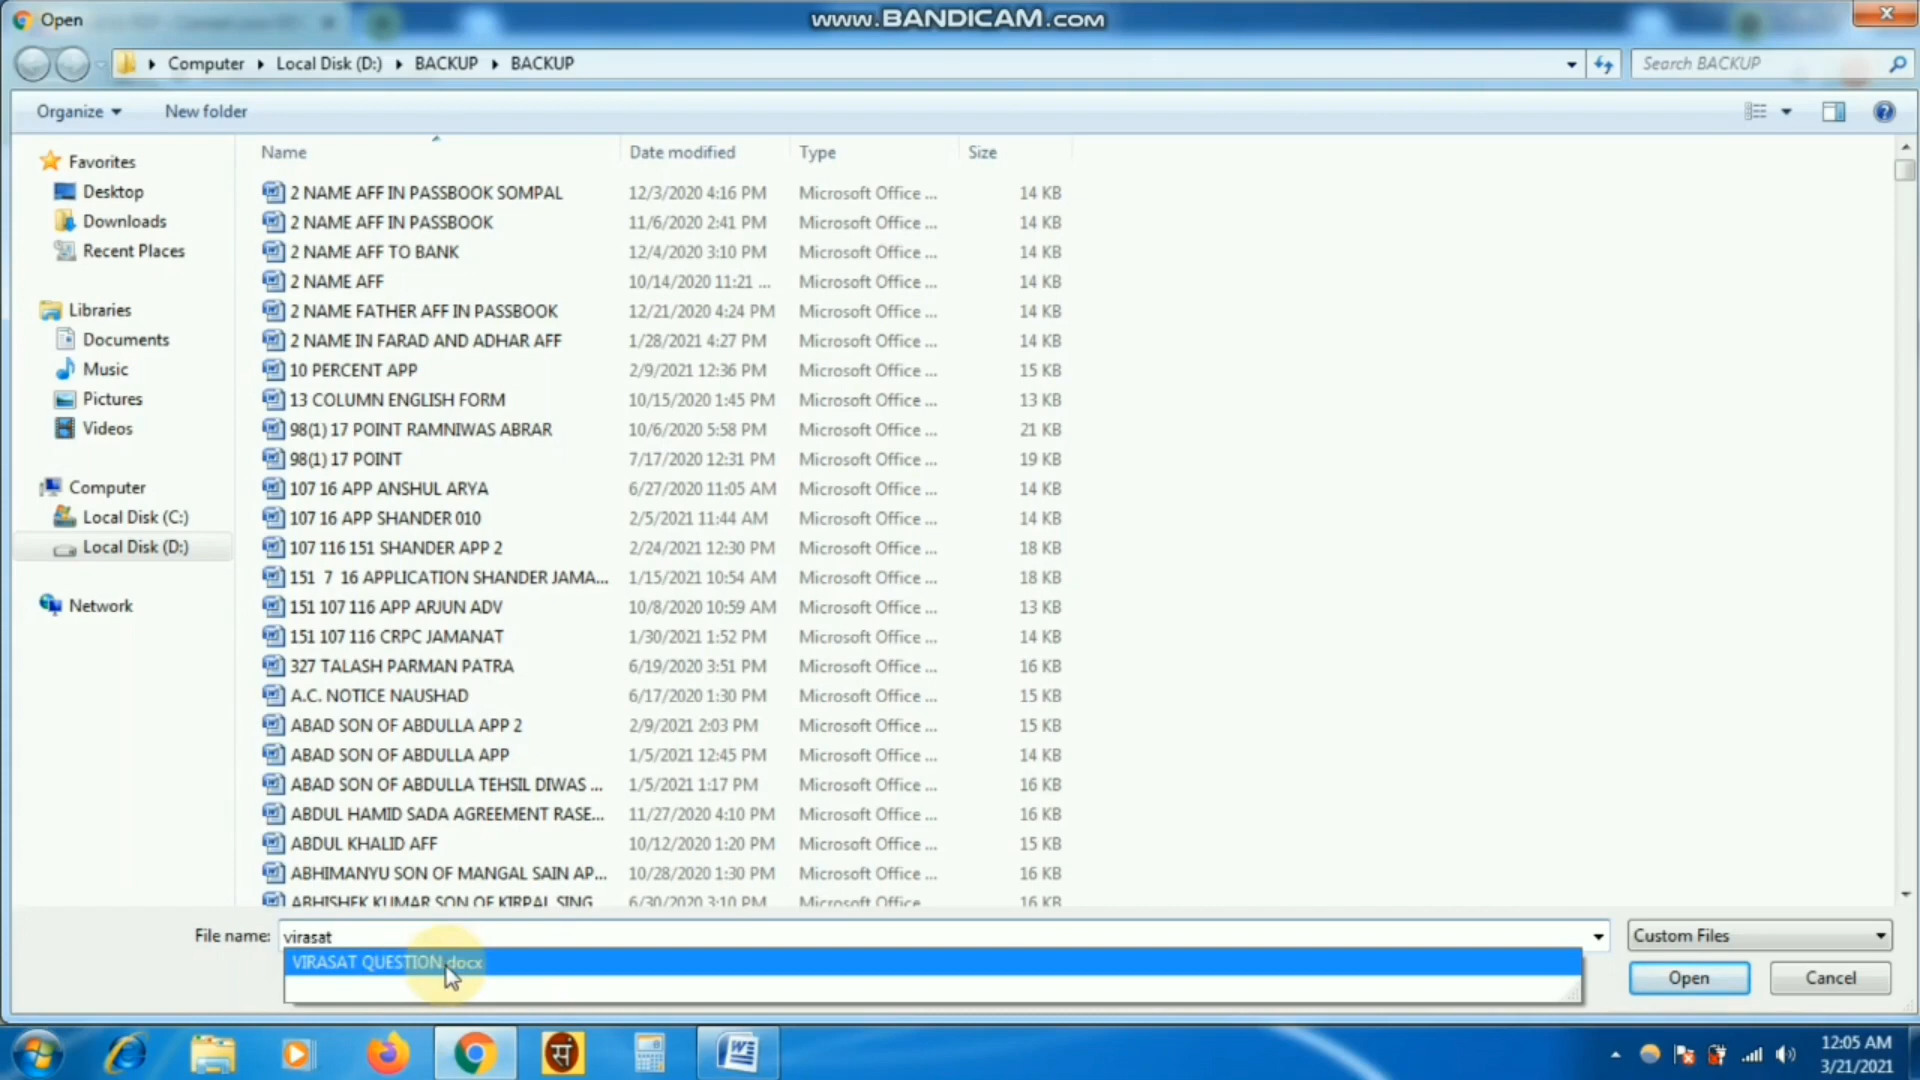 Open
www.BANDICAM.com
Computer Local Disk (D:) BACKUP BACKUP
Search BACKUP
Organize New folder
Name Date modified Type Size
Favorites
Desktop
Downloads
Recent Places
Libraries
Documents
Music
Pictures
Videos
Computer
Local Disk (C:)
Local Disk (D:)
Network
2 NAME AFF IN PASSBOOK SOMPAL 12/3/2020 4:16 PM Microsoft Office ... 14 KB
2 NAME AFF IN PASSBOOK 11/6/2020 2:41 PM Microsoft Office ... 14 KB
2 NAME AFF TO BANK 12/4/2020 3:10 PM Microsoft Office ... 14 KB
2 NAME AFF 10/14/2020 11:21 ... Microsoft Office ... 14 KB
2 NAME FATHER AFF IN PASSBOOK 12/21/2020 4:24 PM Microsoft Office ... 14 KB
2 NAME IN FARAD AND ADHAR AFF 1/28/2021 4:27 PM Microsoft Office ... 14 KB
10 PERCENT APP 2/9/2021 12:36 PM Microsoft Office ... 15 KB
13 COLUMN ENGLISH FORM 10/15/2020 1:45 PM Microsoft Office ... 13 KB
98(1) 17 POINT RAMNIWAS ABRAR 10/6/2020 5:58 PM Microsoft Office ... 21 KB
98(1) 17 POINT 7/17/2020 12:31 PM Microsoft Office ... 19 KB
107 16 APP ANSHUL ARYA 6/27/2020 11:05 AM Microsoft Office ... 14 KB
107 16 APP SHANDER 010 2/5/2021 11:44 AM Microsoft Office ... 14 KB
107 116 151 SHANDER APP 2 2/24/2021 12:30 PM Microsoft Office ... 18 KB
151 7 16 APPLICATION SHANDER JAMA... 1/15/2021 10:54 AM Microsoft Office ... 18 KB
151 107 116 APP ARJUN ADV 10/8/2020 10:59 AM Microsoft Office ... 13 KB
151 107 116 CRPC JAMANAT 1/30/2021 1:52 PM Microsoft Office ... 14 KB
327 TALASH PARMAN PATRA 6/19/2020 3:51 PM Microsoft Office ... 16 KB
A.C. NOTICE NAUSHAD 6/17/2020 1:30 PM Microsoft Office ... 15 KB
ABAD SON OF ABDULLA APP 2 2/9/2021 2:03 PM Microsoft Office ... 15 KB
ABAD SON OF ABDULLA APP 1/5/2021 12:45 PM Microsoft Office ... 14 KB
ABAD SON OF ABDULLA TEHSIL DIWAS ... 1/5/2021 1:17 PM Microsoft Office ... 16 KB
ABDUL HAMID SADA AGREEMENT RASE... 11/27/2020 4:10 PM Microsoft Office ... 16 KB
ABDUL KHALID AFF 10/12/2020 1:20 PM Microsoft Office ... 15 KB
ABHIMANYU SON OF MANGAL SAIN AP... 10/28/2020 1:30 PM Microsoft Office ... 16 KB
ABHISHEK KUMAR SON OF KIRPAL SING 6/30/2020 3:10 PM Microsoft Office 16 KB
File name: virasat Custom Files
VIRASAT QUESTION.docx
Open Cancel
सं
12:05 AM
3/21/2021